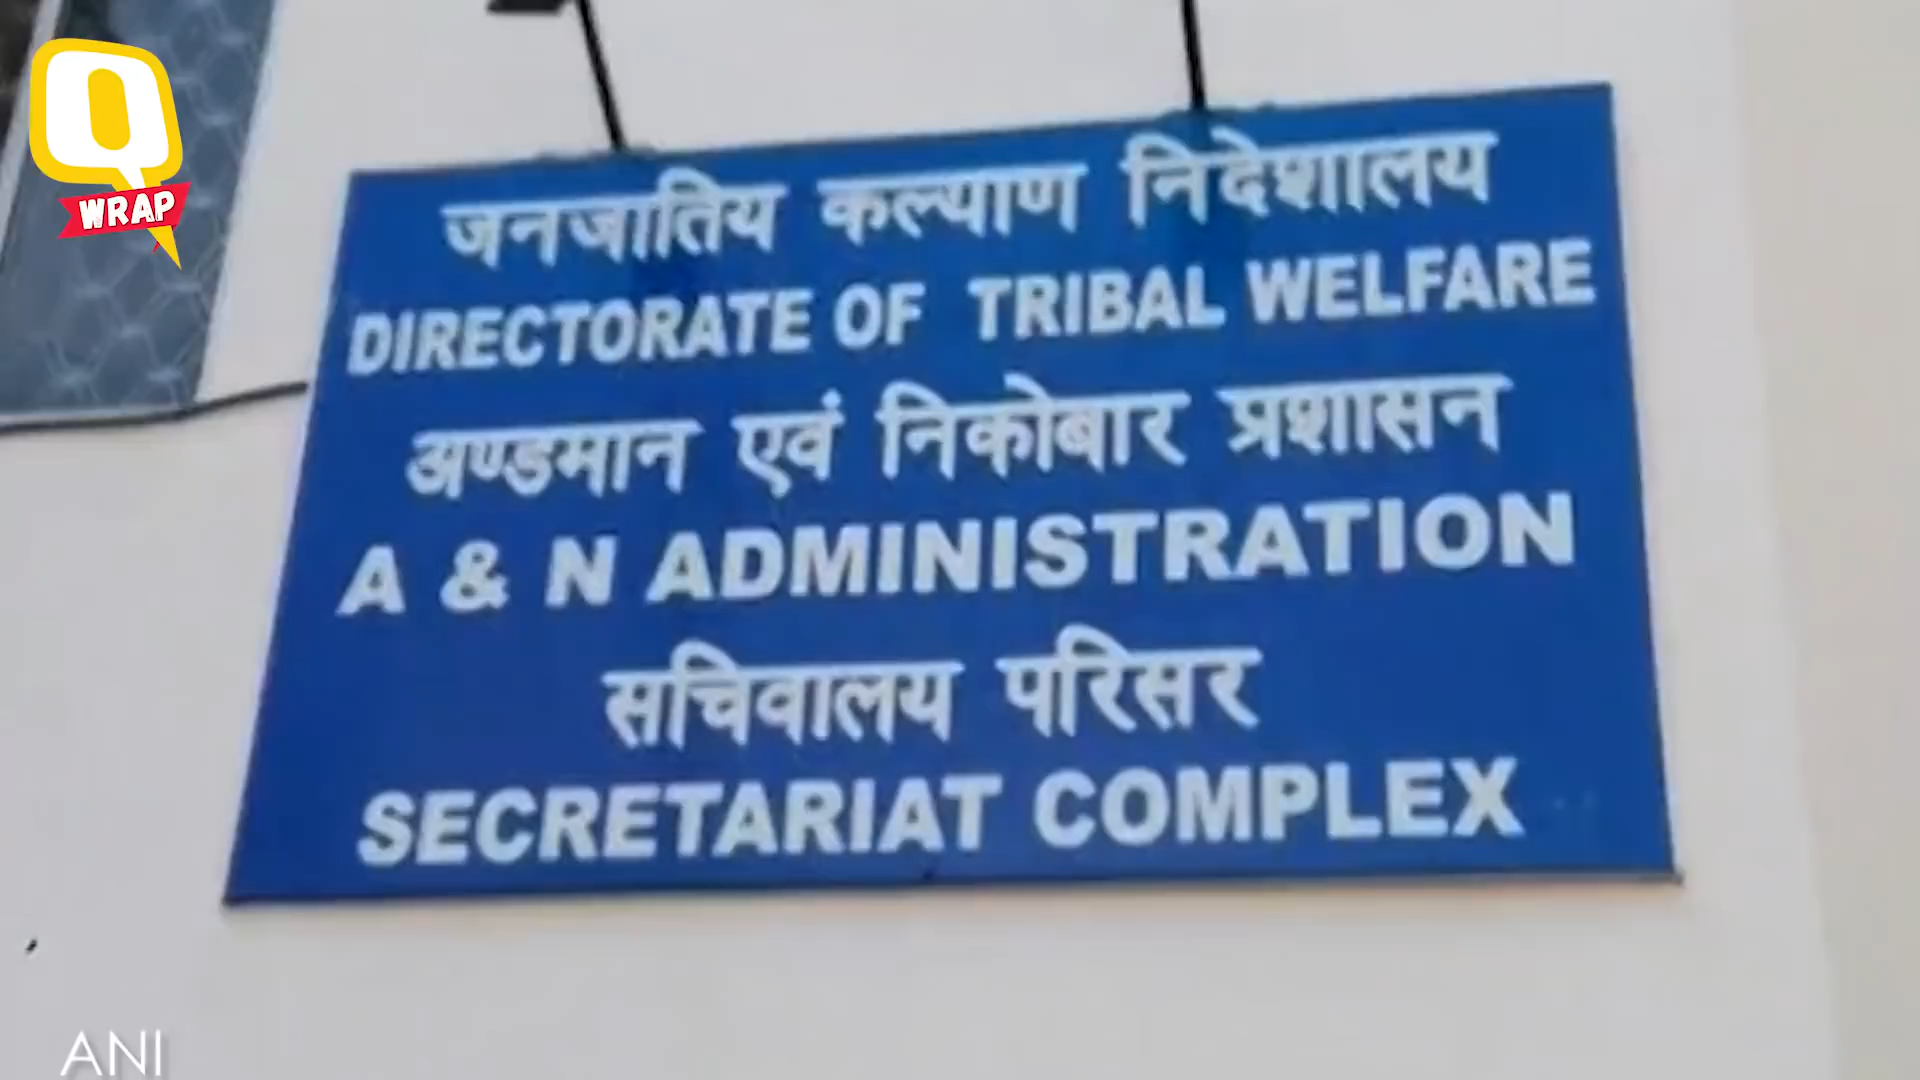 Q
WRAP
जनजातिय कल्याण निदेशालय
DIRECTORATE OF TRIBAL WELFARE
अण्डमान एवं निकोबार प्रशासन
A & N ADMINISTRATION
सचिवालय परिसर
SECRETARIAT COMPLEX
ANI